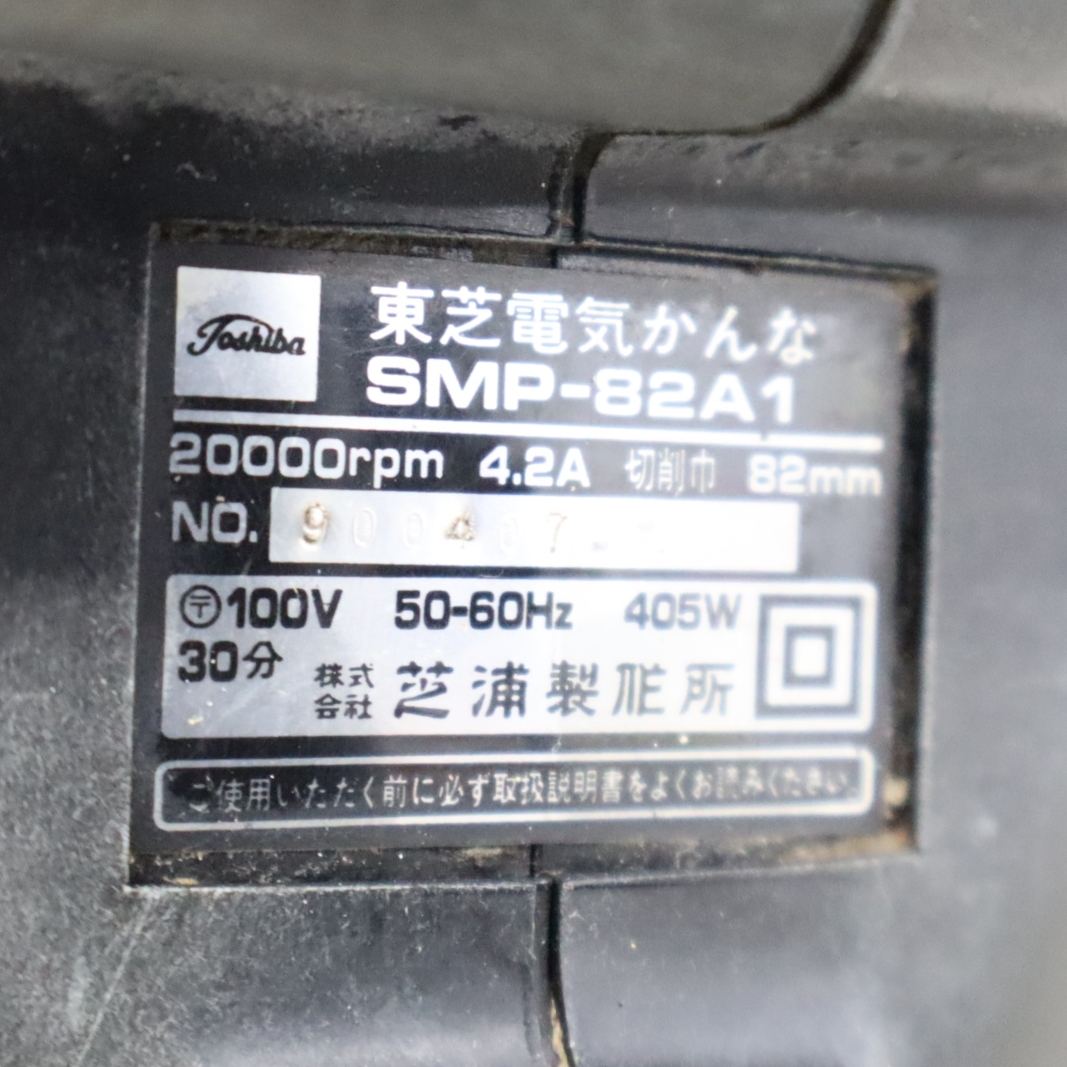 Toshiba
東芝電気かんな
SMP-82A1
20000rpm 4.2A 切削巾 82mm
NO. 900407
〒100V 50-60Hz 405W
30分 株式会社 芝浦製作所
ご使用いただく前に必ず取扱説明書をよくお読みください。